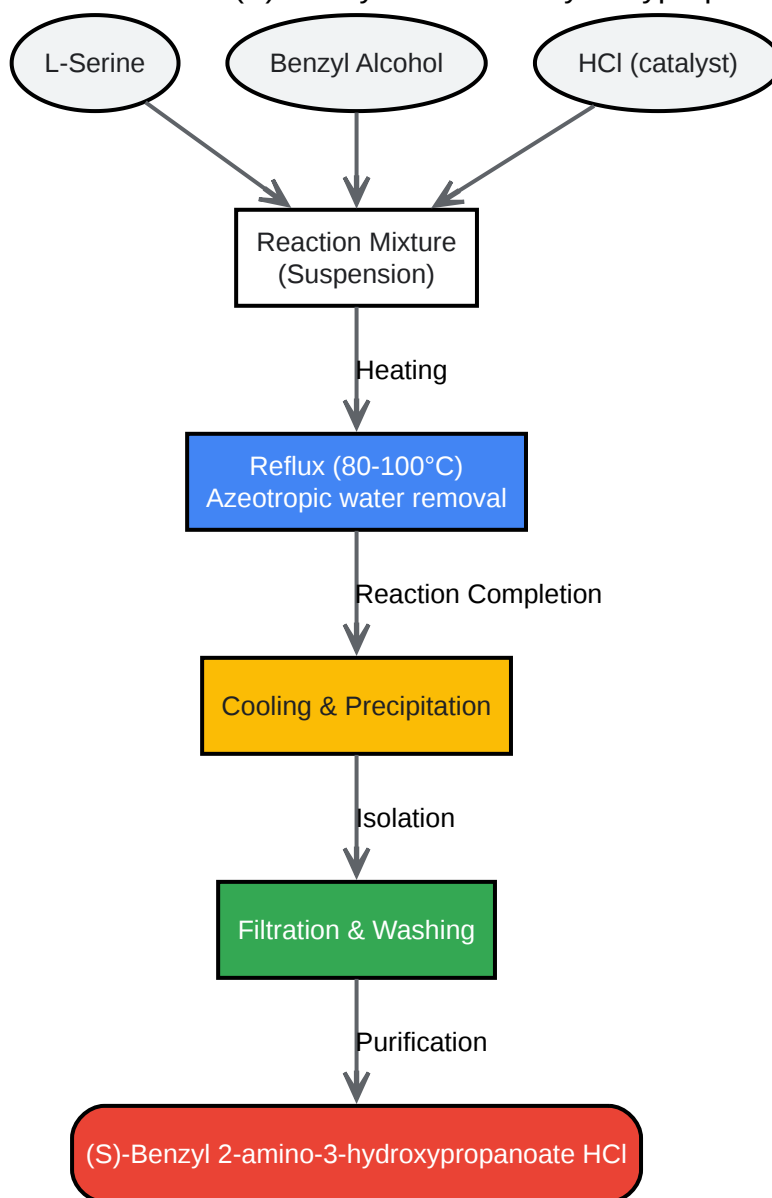 L-Serine
Benzyl Alcohol
HCl (catalyst)
Reaction Mixture
(Suspension)
Heating
Reflux (80-100°C)
Azeotropic water removal
Reaction Completion
Cooling & Precipitation
Isolation
Filtration & Washing
Purification
(S)-Benzyl 2-amino-3-hydroxypropanoate HCl